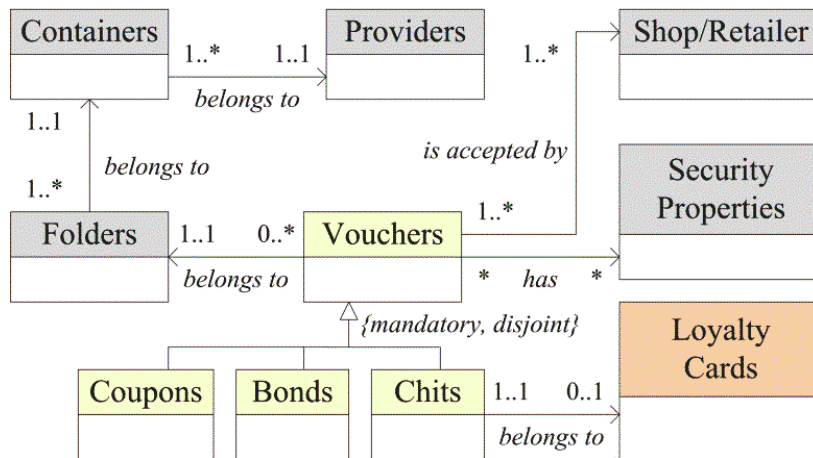 Containers
1..*
1..1
Providers
1..*
Shop/Retailer
belongs to
1..1
belongs to
is accepted by
1..*
Security
Properties
Folders
1..1
0..*
Vouchers
1..*
belongs to
*
has
*
{mandatory, disjoint}
Loyalty
Cards
Coupons
Bonds
Chits
1..1
0..1
belongs to